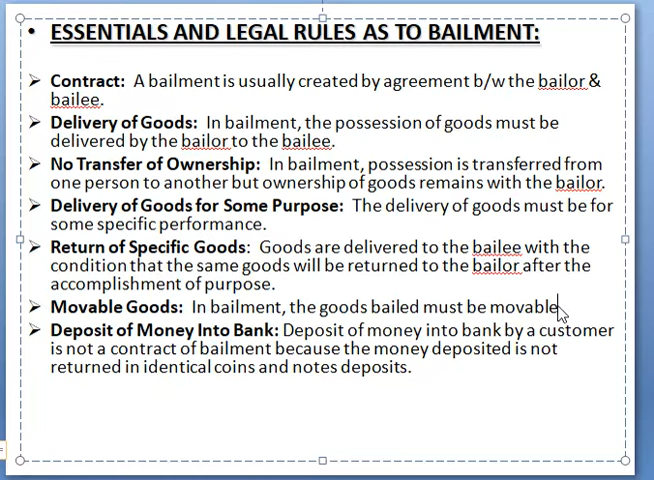 • ESSENTIALS AND LEGAL RULES AS TO BAILMENT:
➢ Contract: A bailment is usually created by agreement b/w the bailor &
bailee.
➢ Delivery of Goods: In bailment, the possession of goods must be
delivered by the bailor to the bailee.
➢ No Transfer of Ownership: In bailment, possession is transferred from
one person to another but ownership of goods remains with the bailor.
➢ Delivery of Goods for Some Purpose: The delivery of goods must be for
some specific performance.
➢ Return of Specific Goods: Goods are delivered to the bailee with the
condition that the same goods will be returned to the bailor after the
accomplishment of purpose.
➢ Movable Goods: In bailment, the goods bailed must be movable
➢ Deposit of Money Into Bank: Deposit of money into bank by a customer
is not a contract of bailment because the money deposited is not
returned in identical coins and notes deposits.